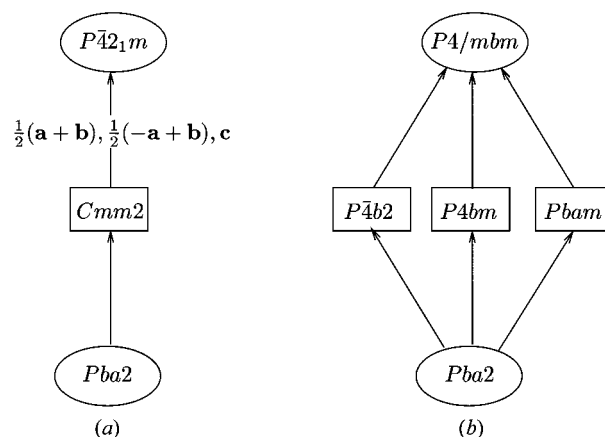 P4̄2₁m
P4/mbm
½(a + b), ½(−a + b), c
Cmm2
P4̄b2
P4bm
Pbam
Pba2
Pba2
(a)
(b)